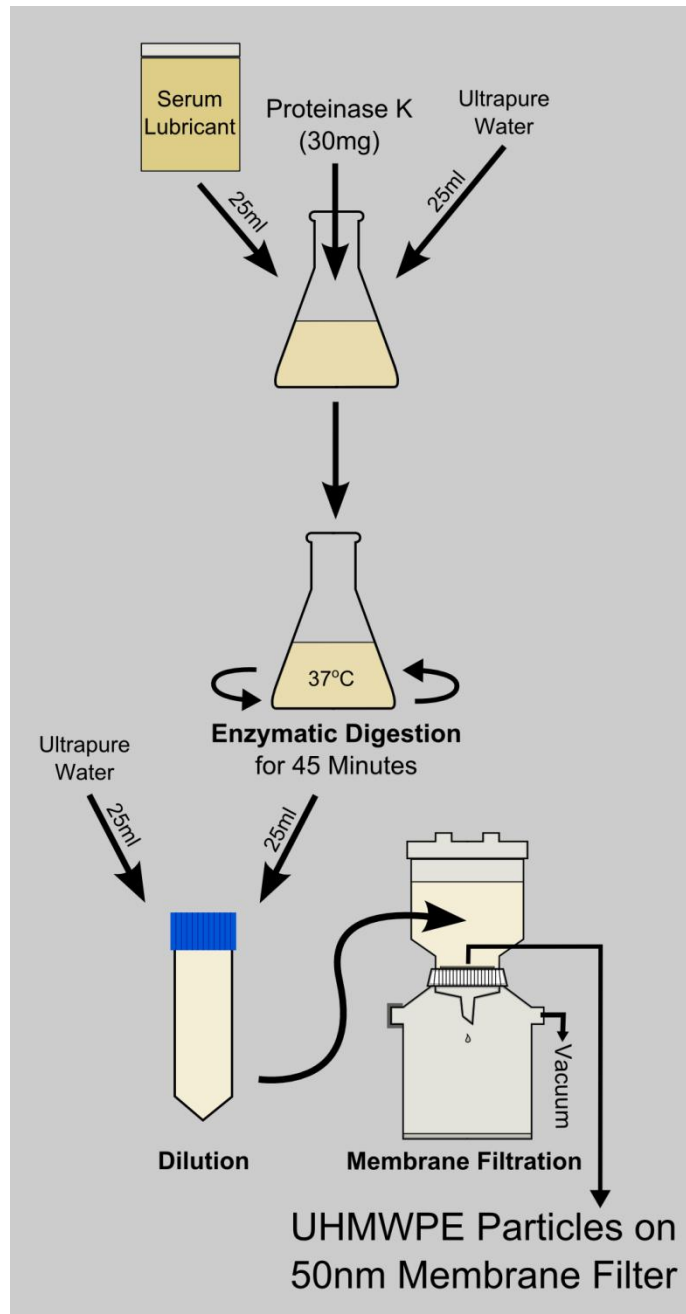 Serum
Lubricant
Proteinase K
(30mg)
Ultrapure
Water
25ml
25ml
37°C
Enzymatic Digestion
for 45 Minutes
Ultrapure
Water
25ml
25ml
Vacuum
Dilution
Membrane Filtration
UHMWPE Particles on
50nm Membrane Filter